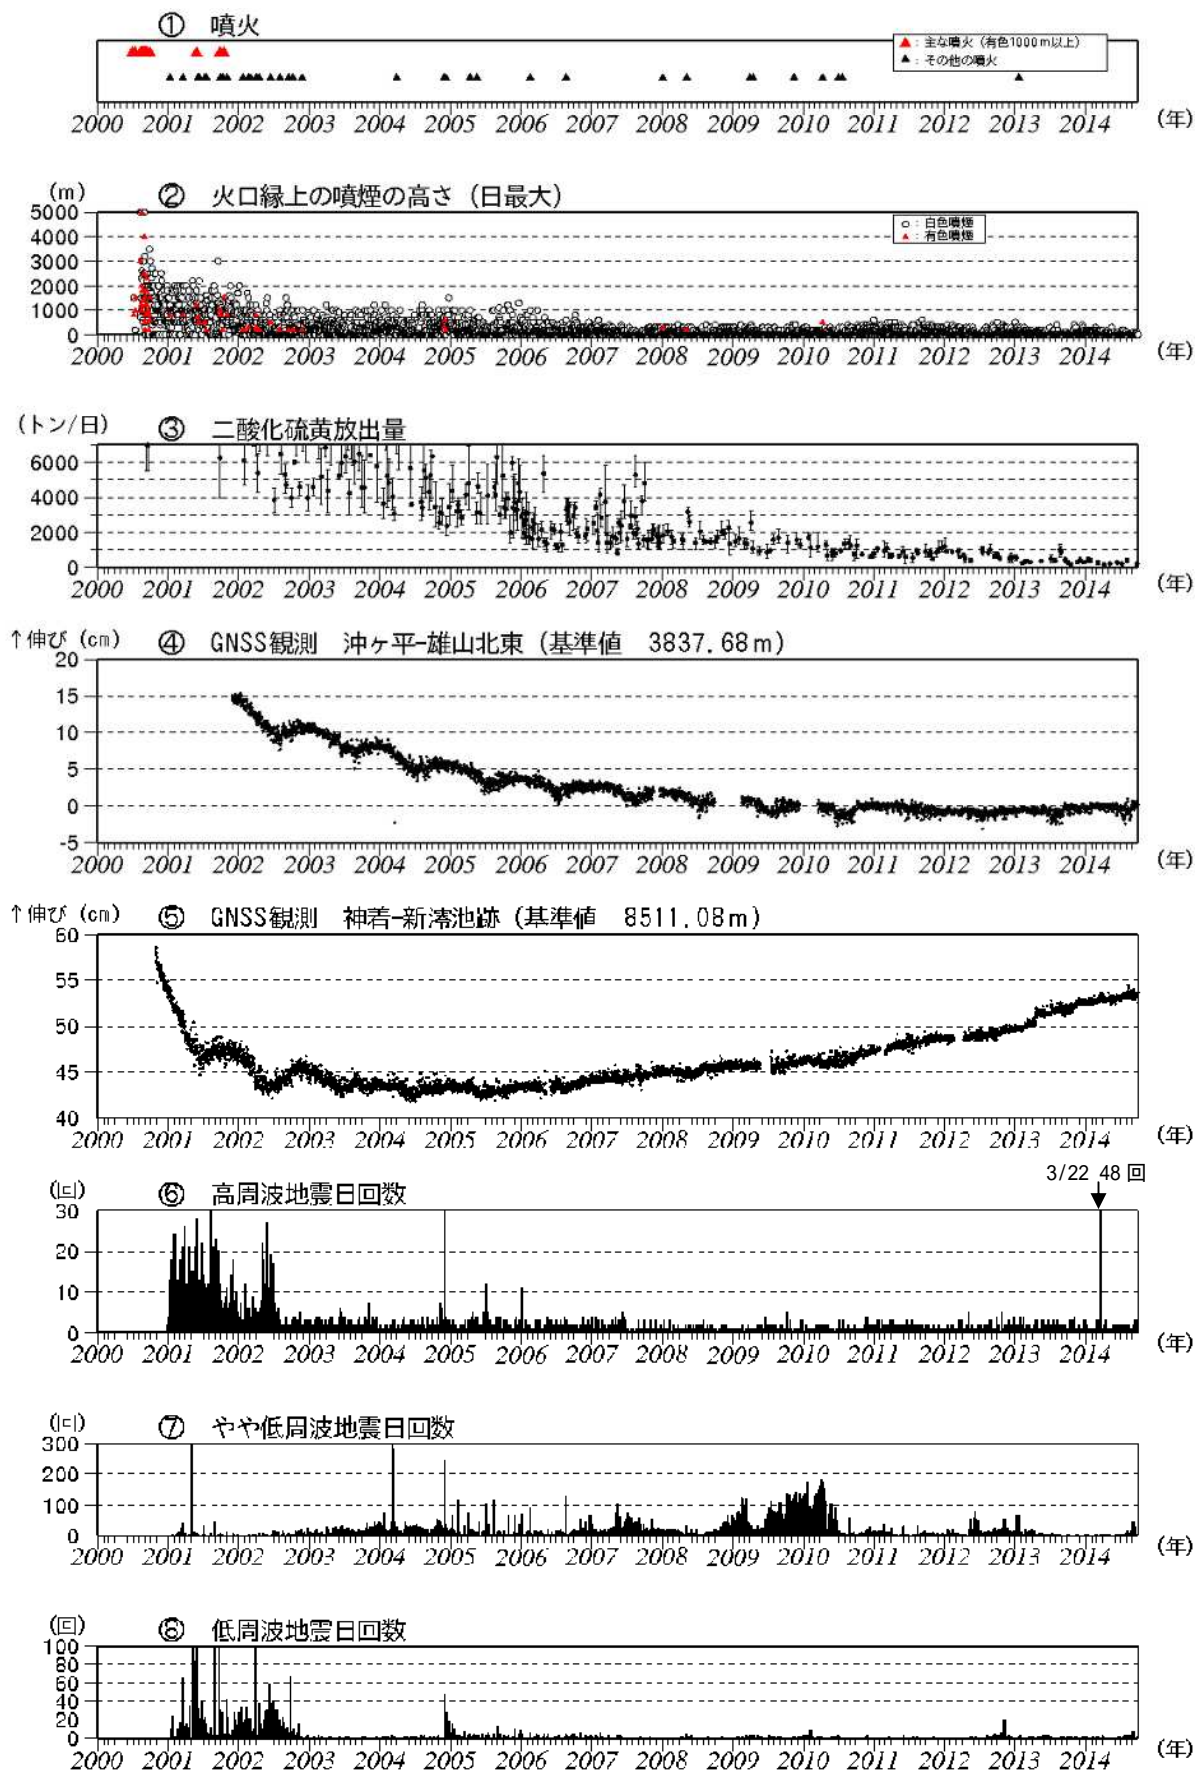 ① 噴火
▲：主な噴火（有色1000m以上）
▲：その他の噴火
2000 2001 2002 2003 2004 2005 2006 2007 2008 2009 2010 2011 2012 2013 2014 (年)
(m) ② 火口縁上の噴煙の高さ（日最大）
○：白色噴煙
▲：有色噴煙
5000
4000
3000
2000
1000
0
2000 2001 2002 2003 2004 2005 2006 2007 2008 2009 2010 2011 2012 2013 2014 (年)
(トン/日) ③ 二酸化硫黄放出量
6000
4000
2000
0
2000 2001 2002 2003 2004 2005 2006 2007 2008 2009 2010 2011 2012 2013 2014 (年)
↑伸び (cm) ④ GNSS観測 沖ヶ平-雄山北東（基準値 3837.68m）
20
15
10
5
0
-5
2000 2001 2002 2003 2004 2005 2006 2007 2008 2009 2010 2011 2012 2013 2014 (年)
↑伸び (cm) ⑤ GNSS観測 神着-新澪池跡（基準値 8511.08m）
60
55
50
45
40
2000 2001 2002 2003 2004 2005 2006 2007 2008 2009 2010 2011 2012 2013 2014 (年)
3/22 48 回
(回) ⑥ 高周波地震日回数
30
20
10
0
2000 2001 2002 2003 2004 2005 2006 2007 2008 2009 2010 2011 2012 2013 2014 (年)
(回) ⑦ やや低周波地震日回数
300
200
100
0
2000 2001 2002 2003 2004 2005 2006 2007 2008 2009 2010 2011 2012 2013 2014 (年)
(回) ⑧ 低周波地震日回数
100
80
60
40
20
0
2000 2001 2002 2003 2004 2005 2006 2007 2008 2009 2010 2011 2012 2013 2014 (年)